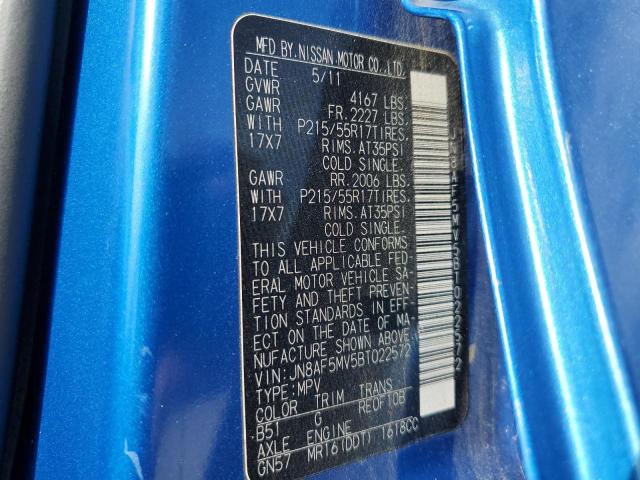 MFD BY.NISSAN MOTOR CO.,LTD.
DATE 5/11
GVWR 4167 LBS.
GAWR FR.2227 LBS.
WITH P215/55R17TIRES.
17X7 RIMS.AT35PSI
COLD SINGLE.
GAWR RR.2006 LBS.
WITH P215/55R17TIRES.
17X7 RIMS.AT35PSI
COLD SINGLE.
THIS VEHICLE CONFORMS
TO ALL APPLICABLE FED-
ERAL MOTOR VEHICLE SA-
FETY AND THEFT PREVEN-
TION STANDARDS IN EFF-
ECT ON THE DATE OF MA-
NUFACTURE SHOWN ABOVE.
VIN:JN8AF5MV5BT022572
TYPE:MPV
COLOR TRIM TRANS
B51 G RE0F10B
AXLE ENGINE
GN57 MR16(DDT) 1618CC
JN8AF5MV5BT022572